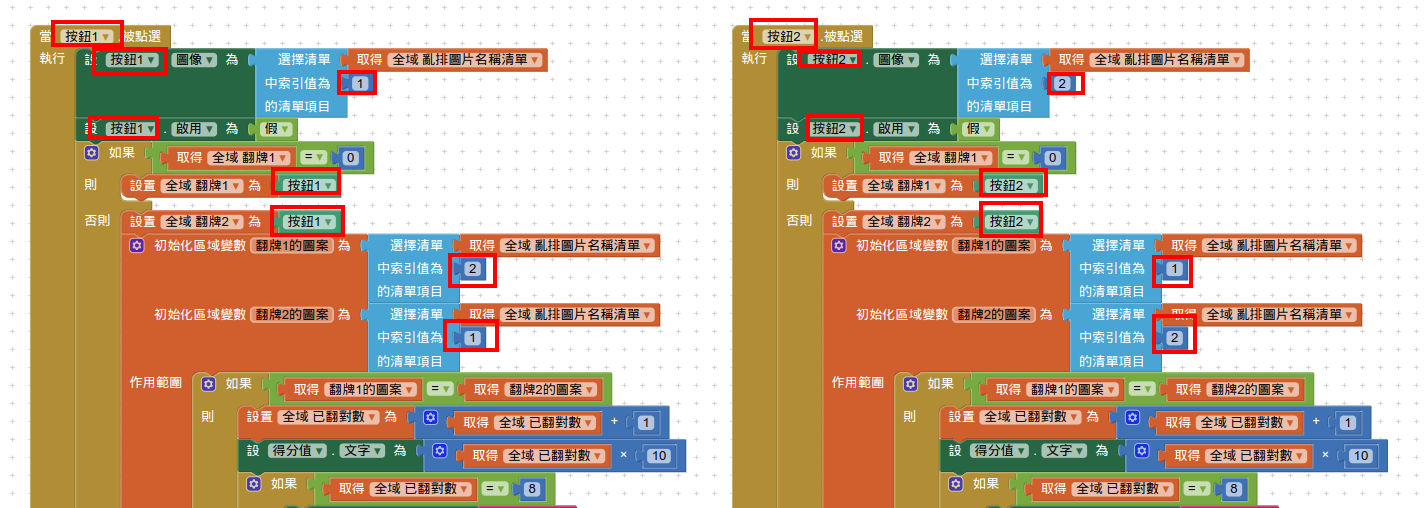 當 按鈕1 .被點選
執行 設 按鈕1 . 圖像 為 選擇清單 取得 全域 亂排圖片名稱清單
中索引值為 1
的清單項目
設 按鈕1 . 啟用 為 假
如果 取得 全域 翻牌1 = 0
則 設置 全域 翻牌1 為 按鈕1
否則 設置 全域 翻牌2 為 按鈕1
初始化區域變數 翻牌1的圖案 為 選擇清單 取得 全域 亂排圖片名稱清單
中索引值為 2
的清單項目
初始化區域變數 翻牌2的圖案 為 選擇清單 取得 全域 亂排圖片名稱清單
中索引值為 1
的清單項目
作用範圍 如果 取得 翻牌1的圖案 = 取得 翻牌2的圖案
則 設置 全域 已翻對數 為 取得 全域 已翻對數 + 1
設 得分值 . 文字 為 取得 全域 已翻對數 × 10
如果 取得 全域 已翻對數 = 8
當 按鈕2 .被點選
執行 設 按鈕2 . 圖像 為 選擇清單 取得 全域 亂排圖片名稱清單
中索引值為 2
的清單項目
設 按鈕2 . 啟用 為 假
如果 取得 全域 翻牌1 = 0
則 設置 全域 翻牌1 為 按鈕2
否則 設置 全域 翻牌2 為 按鈕2
初始化區域變數 翻牌1的圖案 為 選擇清單 取得 全域 亂排圖片名稱清單
中索引值為 1
的清單項目
初始化區域變數 翻牌2的圖案 為 選擇清單 取得 全域 亂排圖片名稱清單
中索引值為 2
的清單項目
作用範圍 如果 取得 翻牌1的圖案 = 取得 翻牌2的圖案
則 設置 全域 已翻對數 為 取得 全域 已翻對數 + 1
設 得分值 . 文字 為 取得 全域 已翻對數 × 10
如果 取得 全域 已翻對數 = 8